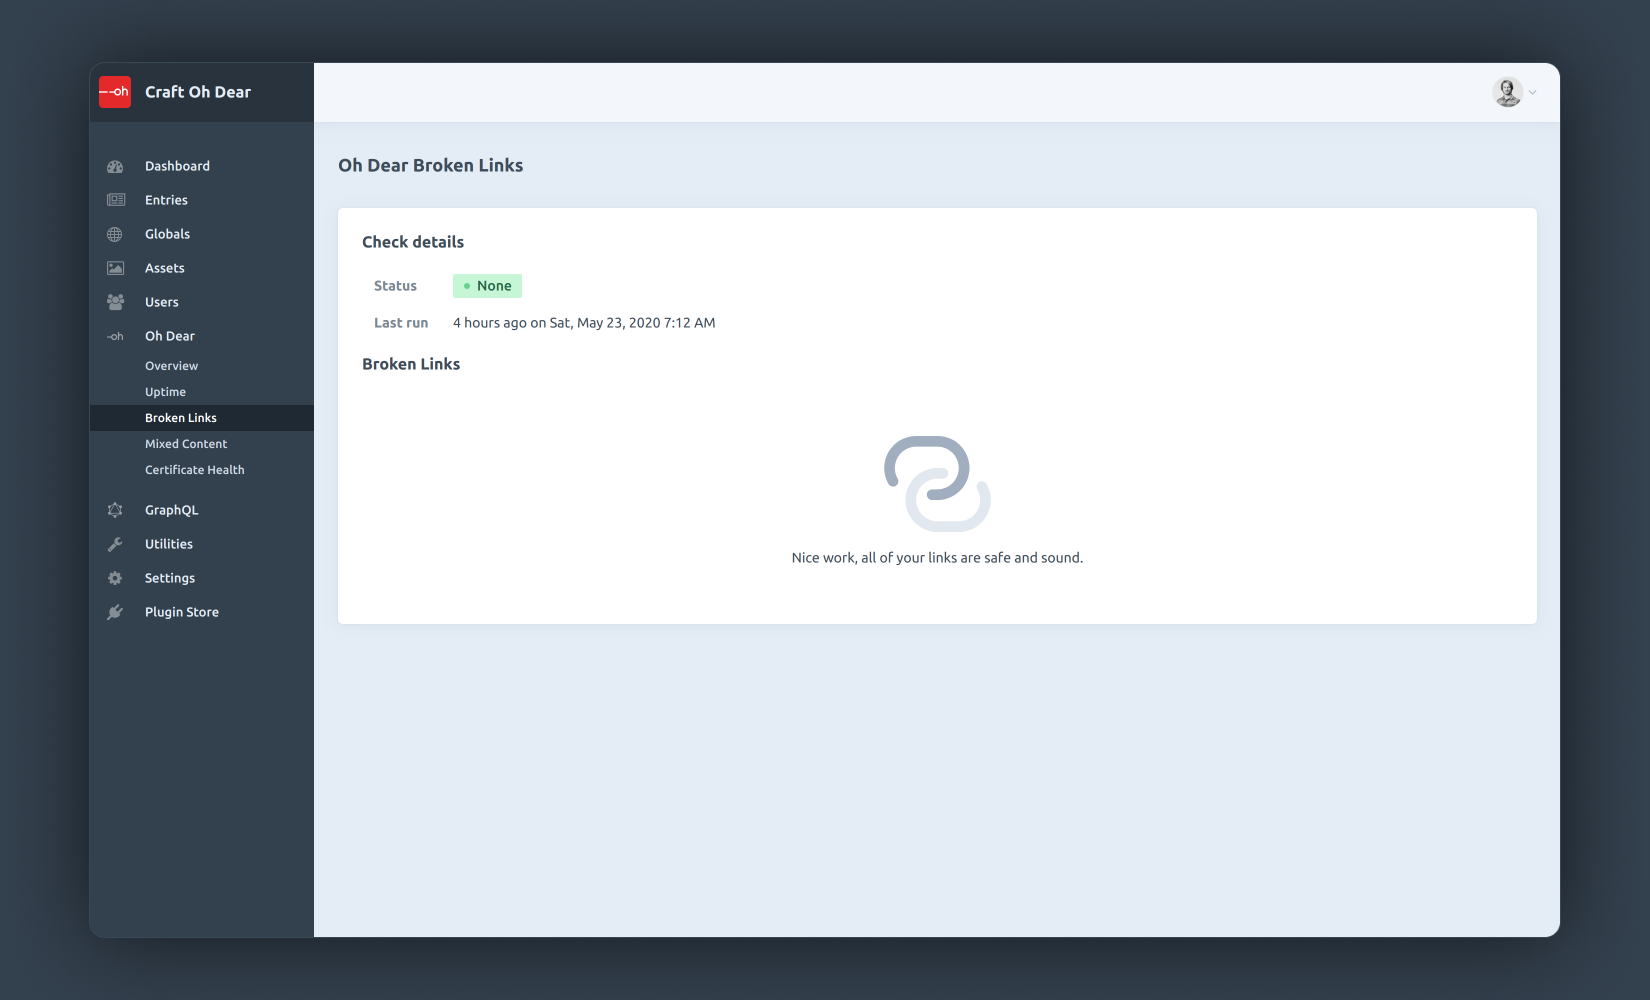 oh
Craft Oh Dear
Dashboard
Entries
Globals
Assets
Users
-oh
Oh Dear
Overview
Uptime
Broken Links
Mixed Content
Certificate Health
GraphQL
Utilities
Settings
Plugin Store
Oh Dear Broken Links
Check details
Status None
Last run 4 hours ago on Sat, May 23, 2020 7:12 AM
Broken Links
Nice work, all of your links are safe and sound.